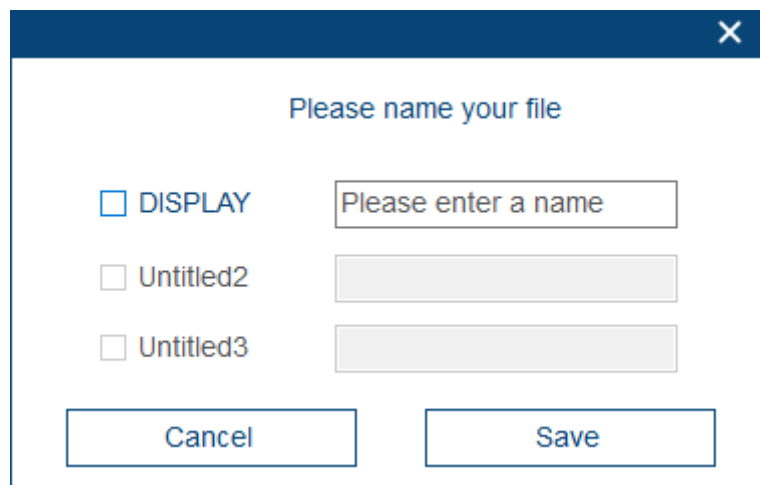 Please name your file
DISPLAY Please enter a name
Untitled2
Untitled3
Cancel Save